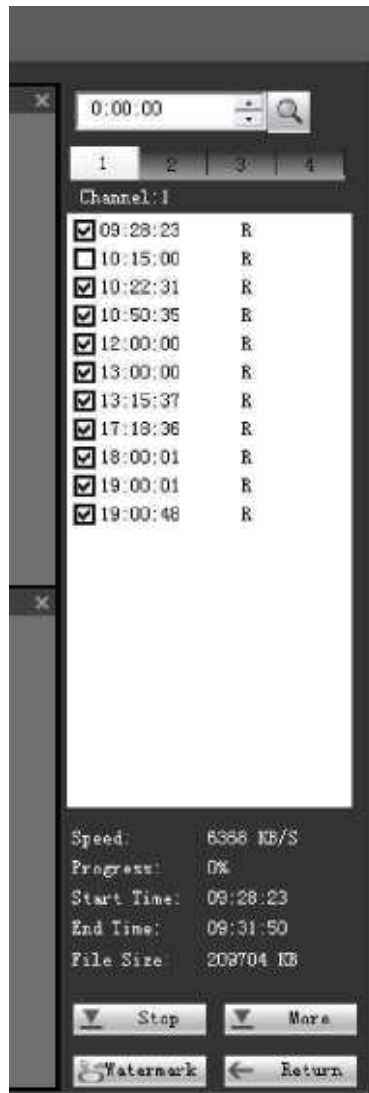 0:00:00
1 2 3 4
Channel:1
09:28:23 R
10:15:00 R
10:22:31 R
10:50:35 R
12:00:00 R
13:00:00 R
13:15:37 R
17:18:36 R
18:00:01 R
19:00:01 R
19:00:48 R
Speed: 6368 KB/S
Progress: 0%
Start Time: 09:28:23
End Time: 09:31:50
File Size: 209704 KB
Stop More
Watermark Return